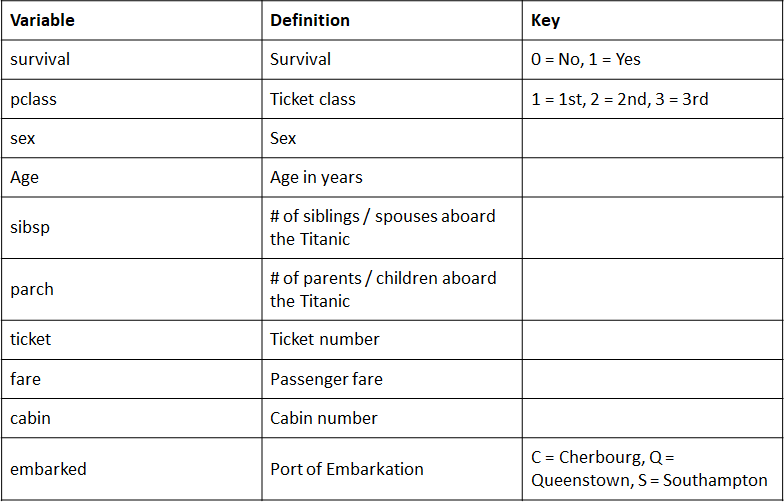 Variable Definition Key
survival Survival 0 = No, 1 = Yes
pclass Ticket class 1 = 1st, 2 = 2nd, 3 = 3rd
sex Sex
Age Age in years
sibsp # of siblings / spouses aboard
the Titanic
parch # of parents / children aboard
the Titanic
ticket Ticket number
fare Passenger fare
cabin Cabin number
embarked Port of Embarkation C = Cherbourg, Q =
Queenstown, S = Southampton